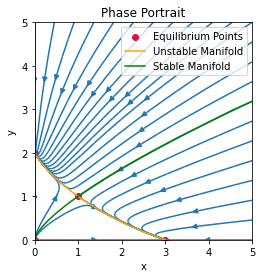 Phase Portrait
Equilibrium Points
Unstable Manifold
Stable Manifold
5
4
3
2
1
0
y
0
1
2
3
4
5
x